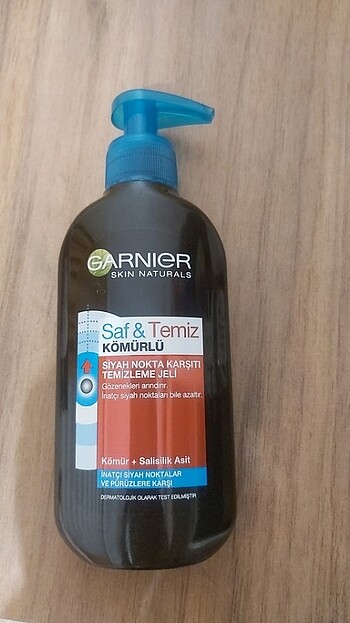 GARNIER
SKIN NATURALS
Saf & Temiz
KÖMÜRLÜ
SİYAH NOKTA KARŞITI
TEMİZLEME JELİ
Gözenekleri arındırır.
İnatçı siyah noktaları bile azaltır.
Kömür + Salisilik Asit
İNATÇI SİYAH NOKTALAR
VE PÜRÜZLERE KARŞI
DERMATOLOJİK OLARAK TEST EDİLMİŞTİR